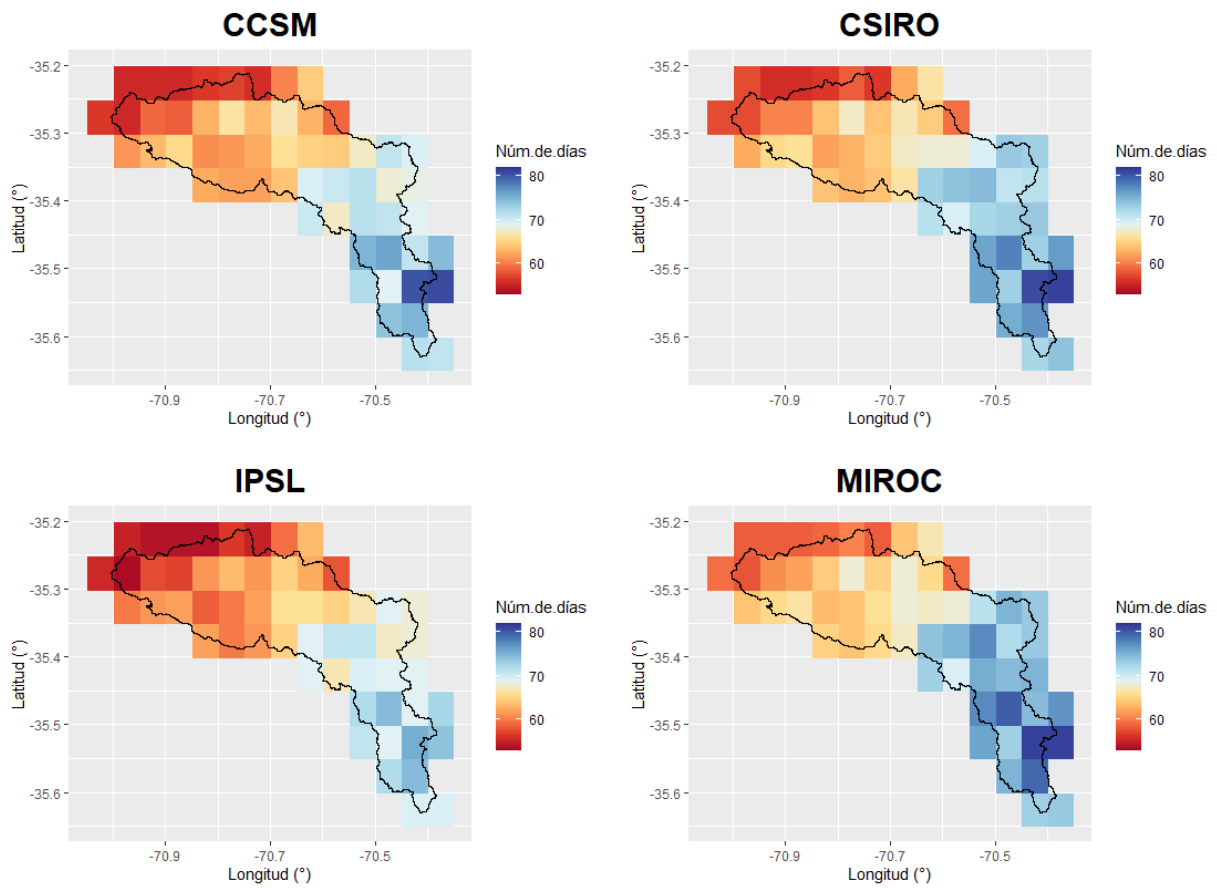 CCSM
-35.2
-35.3
-35.4
-35.5
-35.6
Latitud (°)
-70.9
-70.7
-70.5
Longitud (°)
Núm.de.días
80
70
60
CSIRO
-35.2
-35.3
-35.4
-35.5
-35.6
Latitud (°)
-70.9
-70.7
-70.5
Longitud (°)
Núm.de.días
80
70
60
IPSL
-35.2
-35.3
-35.4
-35.5
-35.6
Latitud (°)
-70.9
-70.7
-70.5
Longitud (°)
Núm.de.días
80
70
60
MIROC
-35.2
-35.3
-35.4
-35.5
-35.6
Latitud (°)
-70.9
-70.7
-70.5
Longitud (°)
Núm.de.días
80
70
60